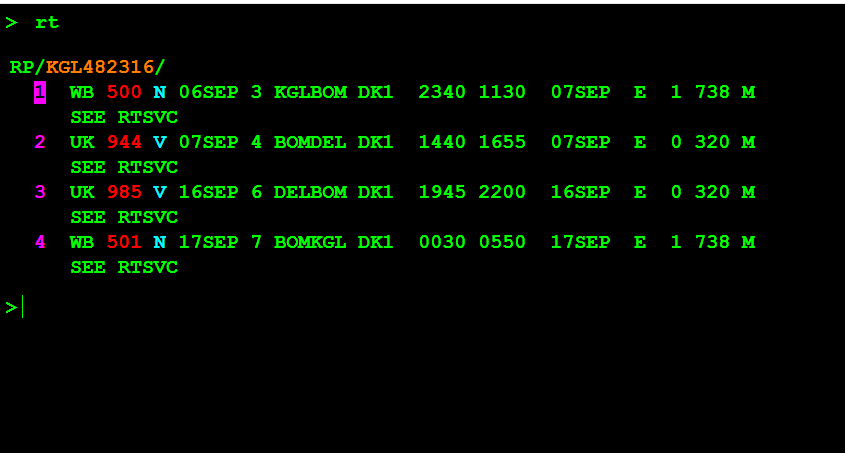 > rt
RP/KGL482316/
1 WB 500 N 06SEP 3 KGLBOM DK1 2340 1130 07SEP E 1 738 M
SEE RTSVC
2 UK 944 V 07SEP 4 BOMDEL DK1 1440 1655 07SEP E 0 320 M
SEE RTSVC
3 UK 985 V 16SEP 6 DELBOM DK1 1945 2200 16SEP E 0 320 M
SEE RTSVC
4 WB 501 N 17SEP 7 BOMKGL DK1 0030 0550 17SEP E 1 738 M
SEE RTSVC
>